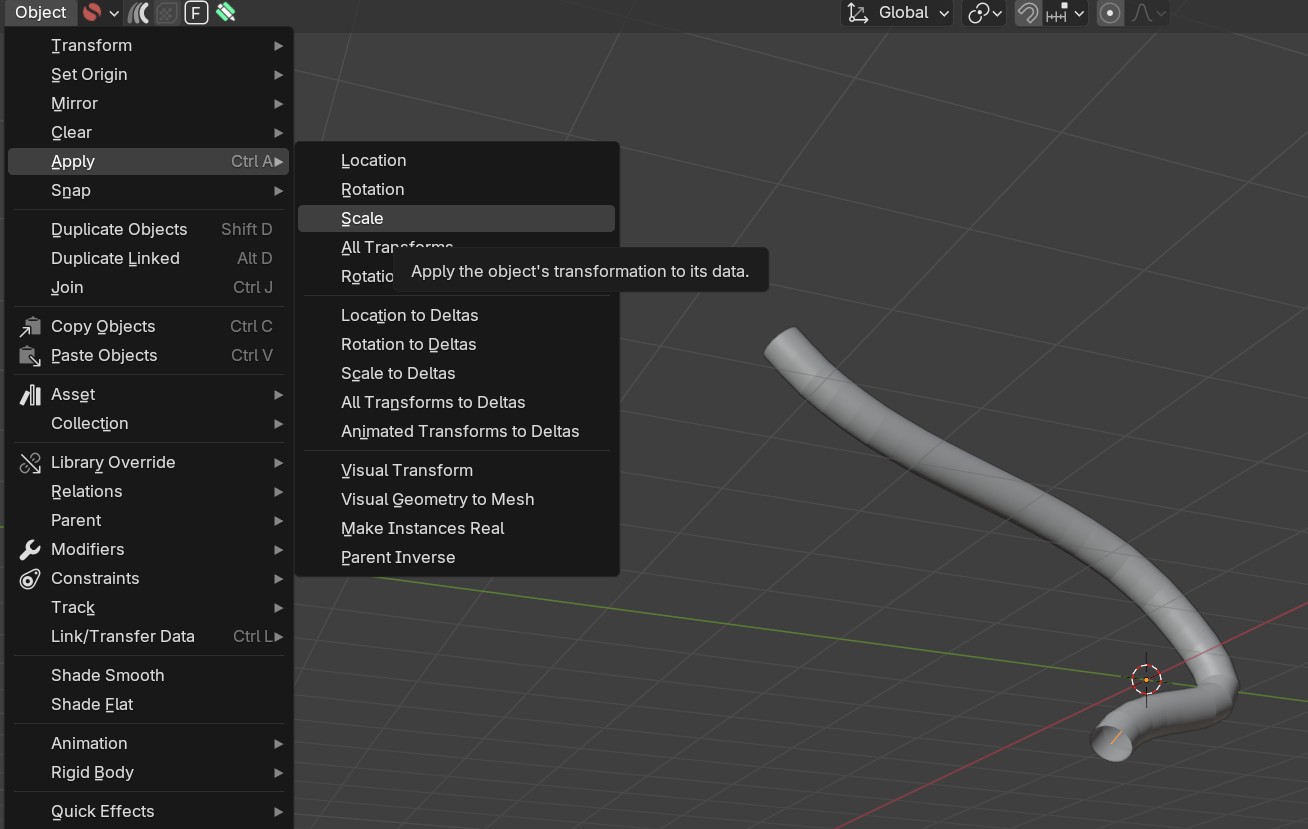 Object
F
Global
Transform
Set Origin
Mirror
Clear
Apply Ctrl A
Snap
Duplicate Objects Shift D
Duplicate Linked Alt D
Join Ctrl J
Copy Objects Ctrl C
Paste Objects Ctrl V
Asset
Collection
Library Override
Relations
Parent
Modifiers
Constraints
Track
Link/Transfer Data Ctrl L
Shade Smooth
Shade Flat
Animation
Rigid Body
Quick Effects
Location
Rotation
Scale
All Transforms
Apply the object's transformation to its data.
Location to Deltas
Rotation to Deltas
Scale to Deltas
All Transforms to Deltas
Animated Transforms to Deltas
Visual Transform
Visual Geometry to Mesh
Make Instances Real
Parent Inverse